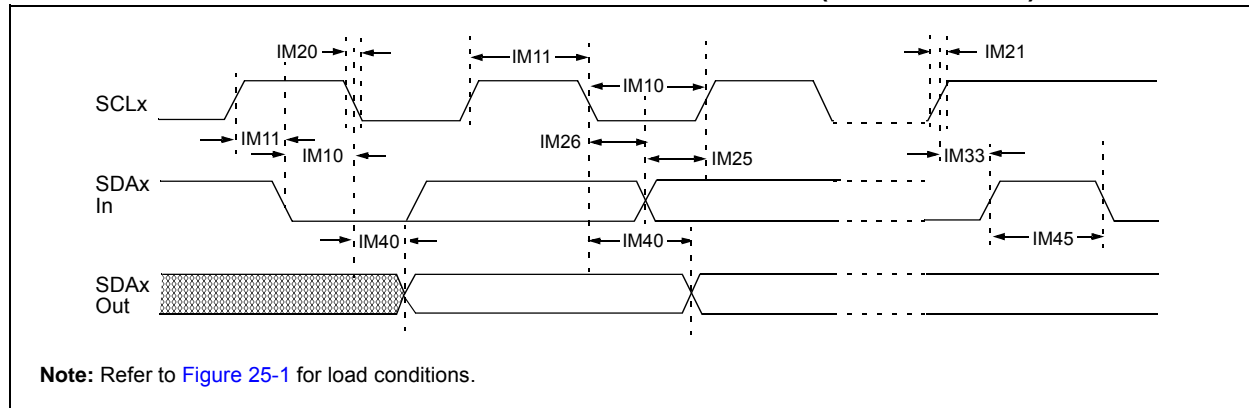 IM20
IM11
IM21
IM10
SCLx
IM11
IM26
IM10
IM25
IM33
SDAx
In
IM40
IM40
IM45
SDAx
Out
Note: Refer to Figure 25-1 for load conditions.